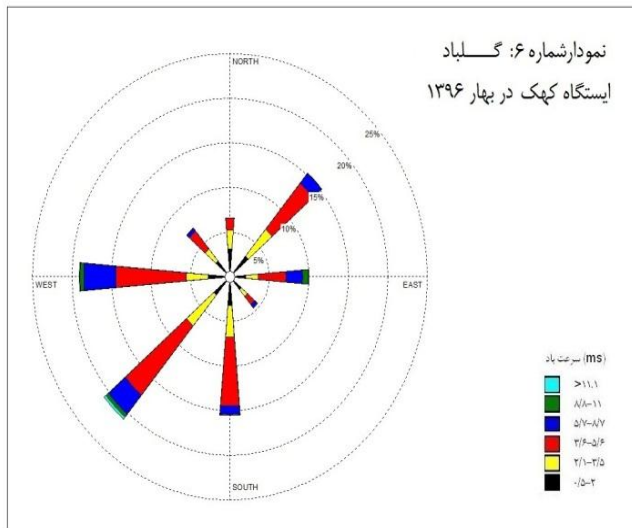 نمودارشماره ۶: گلباد
ایستگاه کهک در بهار ۱۳۹۶
NORTH
25%
20%
15%
10%
5%
WEST
EAST
SOUTH
سرعت باد (ms)
>۱۱.۱
۸/۸-۱۱
۵/۷-۸/۷
۳/۶-۵/۶
۲/۱-۳/۵
۰/۵-۲